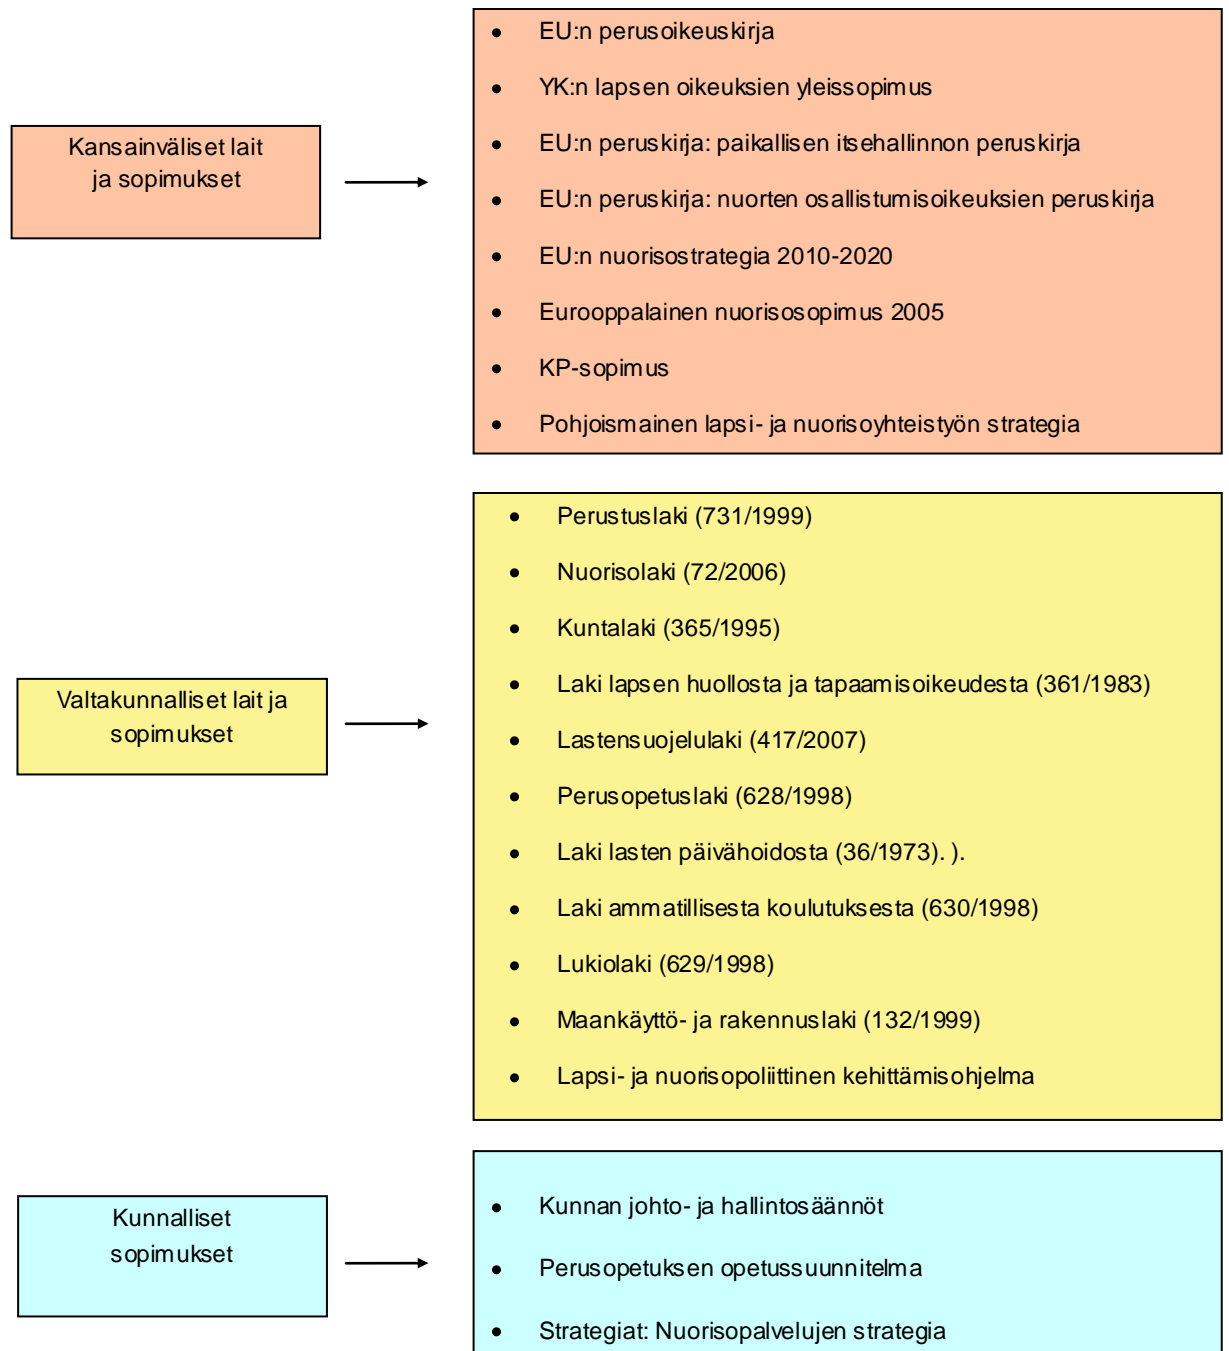 Kansainväliset lait
ja sopimukset
• EU:n perusoikeuskirja
• YK:n lapsen oikeuksien yleissopimus
• EU:n peruskirja: paikallisen itsehallinnon peruskirja
• EU:n peruskirja: nuorten osallistumisoikeuksien peruskirja
• EU:n nuorisostrategia 2010-2020
• Eurooppalainen nuorisosopimus 2005
• KP-sopimus
• Pohjoismainen lapsi- ja nuorisoyhteistyön strategia
Valtakunnalliset lait ja
sopimukset
• Perustuslaki (731/1999)
• Nuorisolaki (72/2006)
• Kuntalaki (365/1995)
• Laki lapsen huollosta ja tapaamisoikeudesta (361/1983)
• Lastensuojelulaki (417/2007)
• Perusopetuslaki (628/1998)
• Laki lasten päivähoidosta (36/1973). ).
• Laki ammatillisesta koulutuksesta (630/1998)
• Lukiolaki (629/1998)
• Maankäyttö- ja rakennuslaki (132/1999)
• Lapsi- ja nuorisopoliittinen kehittämisohjelma
Kunnalliset
sopimukset
• Kunnan johto- ja hallintosäännöt
• Perusopetuksen opetussuunnitelma
• Strategiat: Nuorisopalvelujen strategia